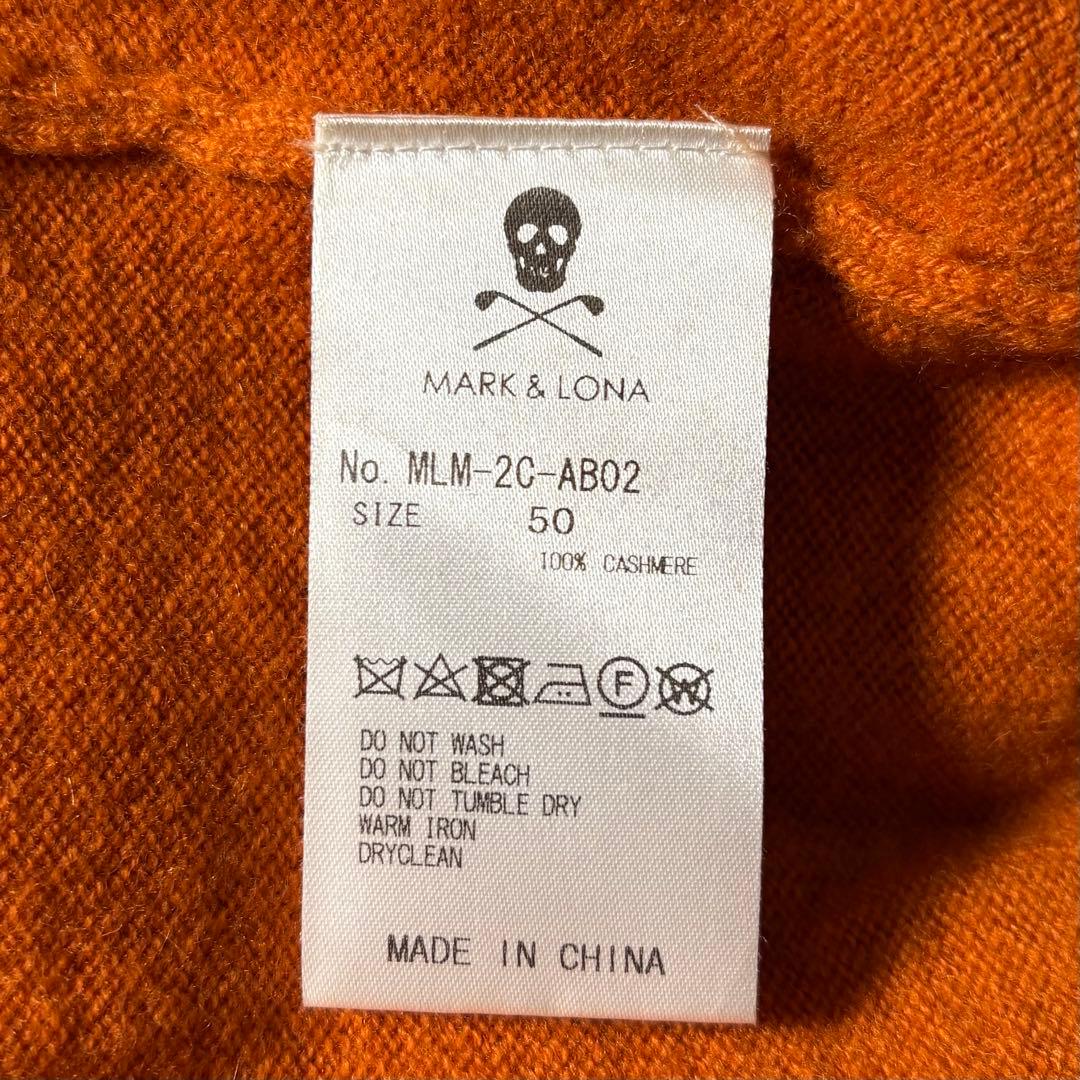 MARK & LONA
No. MLM-2C-AB02
SIZE 50
100% CASHMERE
F W
DO NOT WASH
DO NOT BLEACH
DO NOT TUMBLE DRY
WARM IRON
DRYCLEAN
MADE IN CHINA